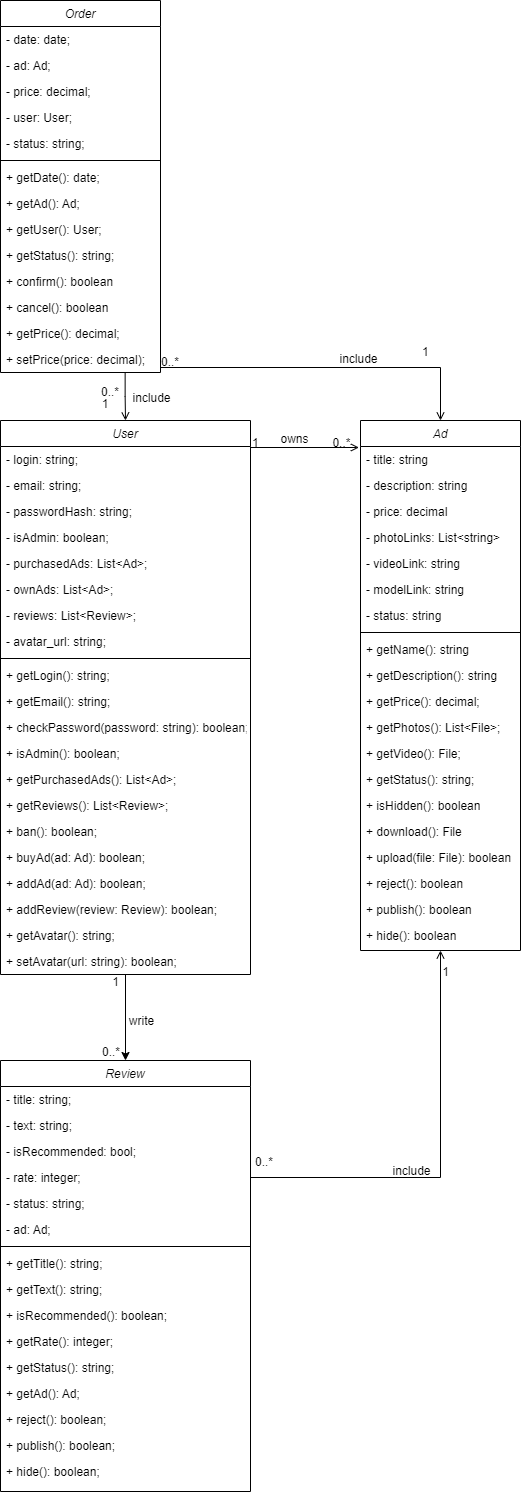 Order
- date: date;
- ad: Ad;
- price: decimal;
- user: User;
- status: string;
+ getDate(): date;
+ getAd(): Ad;
+ getUser(): User;
+ getStatus(): string;
+ confirm(): boolean
+ cancel(): boolean
+ getPrice(): decimal;
+ setPrice(price: decimal);
0..*
include
1
0..*
1
include
User
- login: string;
- email: string;
- passwordHash: string;
- isAdmin: boolean;
- purchasedAds: List<Ad>;
- ownAds: List<Ad>;
- reviews: List<Review>;
- avatar_url: string;
+ getLogin(): string;
+ getEmail(): string;
+ checkPassword(password: string): boolean;
+ isAdmin(): boolean;
+ getPurchasedAds(): List<Ad>;
+ getReviews(): List<Review>;
+ ban(): boolean;
+ buyAd(ad: Ad): boolean;
+ addAd(ad: Ad): boolean;
+ addReview(review: Review): boolean;
+ getAvatar(): string;
+ setAvatar(url: string): boolean;
1
owns
0..*
Ad
- title: string
- description: string
- price: decimal
- photoLinks: List<string>
- videoLink: string
- modelLink: string
- status: string
+ getName(): string
+ getDescription(): string
+ getPrice(): decimal;
+ getPhotos(): List<File>;
+ getVideo(): File;
+ getStatus(): string;
+ isHidden(): boolean
+ download(): File
+ upload(file: File): boolean
+ reject(): boolean
+ publish(): boolean
+ hide(): boolean
1
1
write
0..*
Review
- title: string;
- text: string;
- isRecommended: bool;
- rate: integer;
- status: string;
- ad: Ad;
+ getTitle(): string;
+ getText(): string;
+ isRecommended(): boolean;
+ getRate(): integer;
+ getStatus(): string;
+ getAd(): Ad;
+ reject(): boolean;
+ publish(): boolean;
+ hide(): boolean;
0..*
include